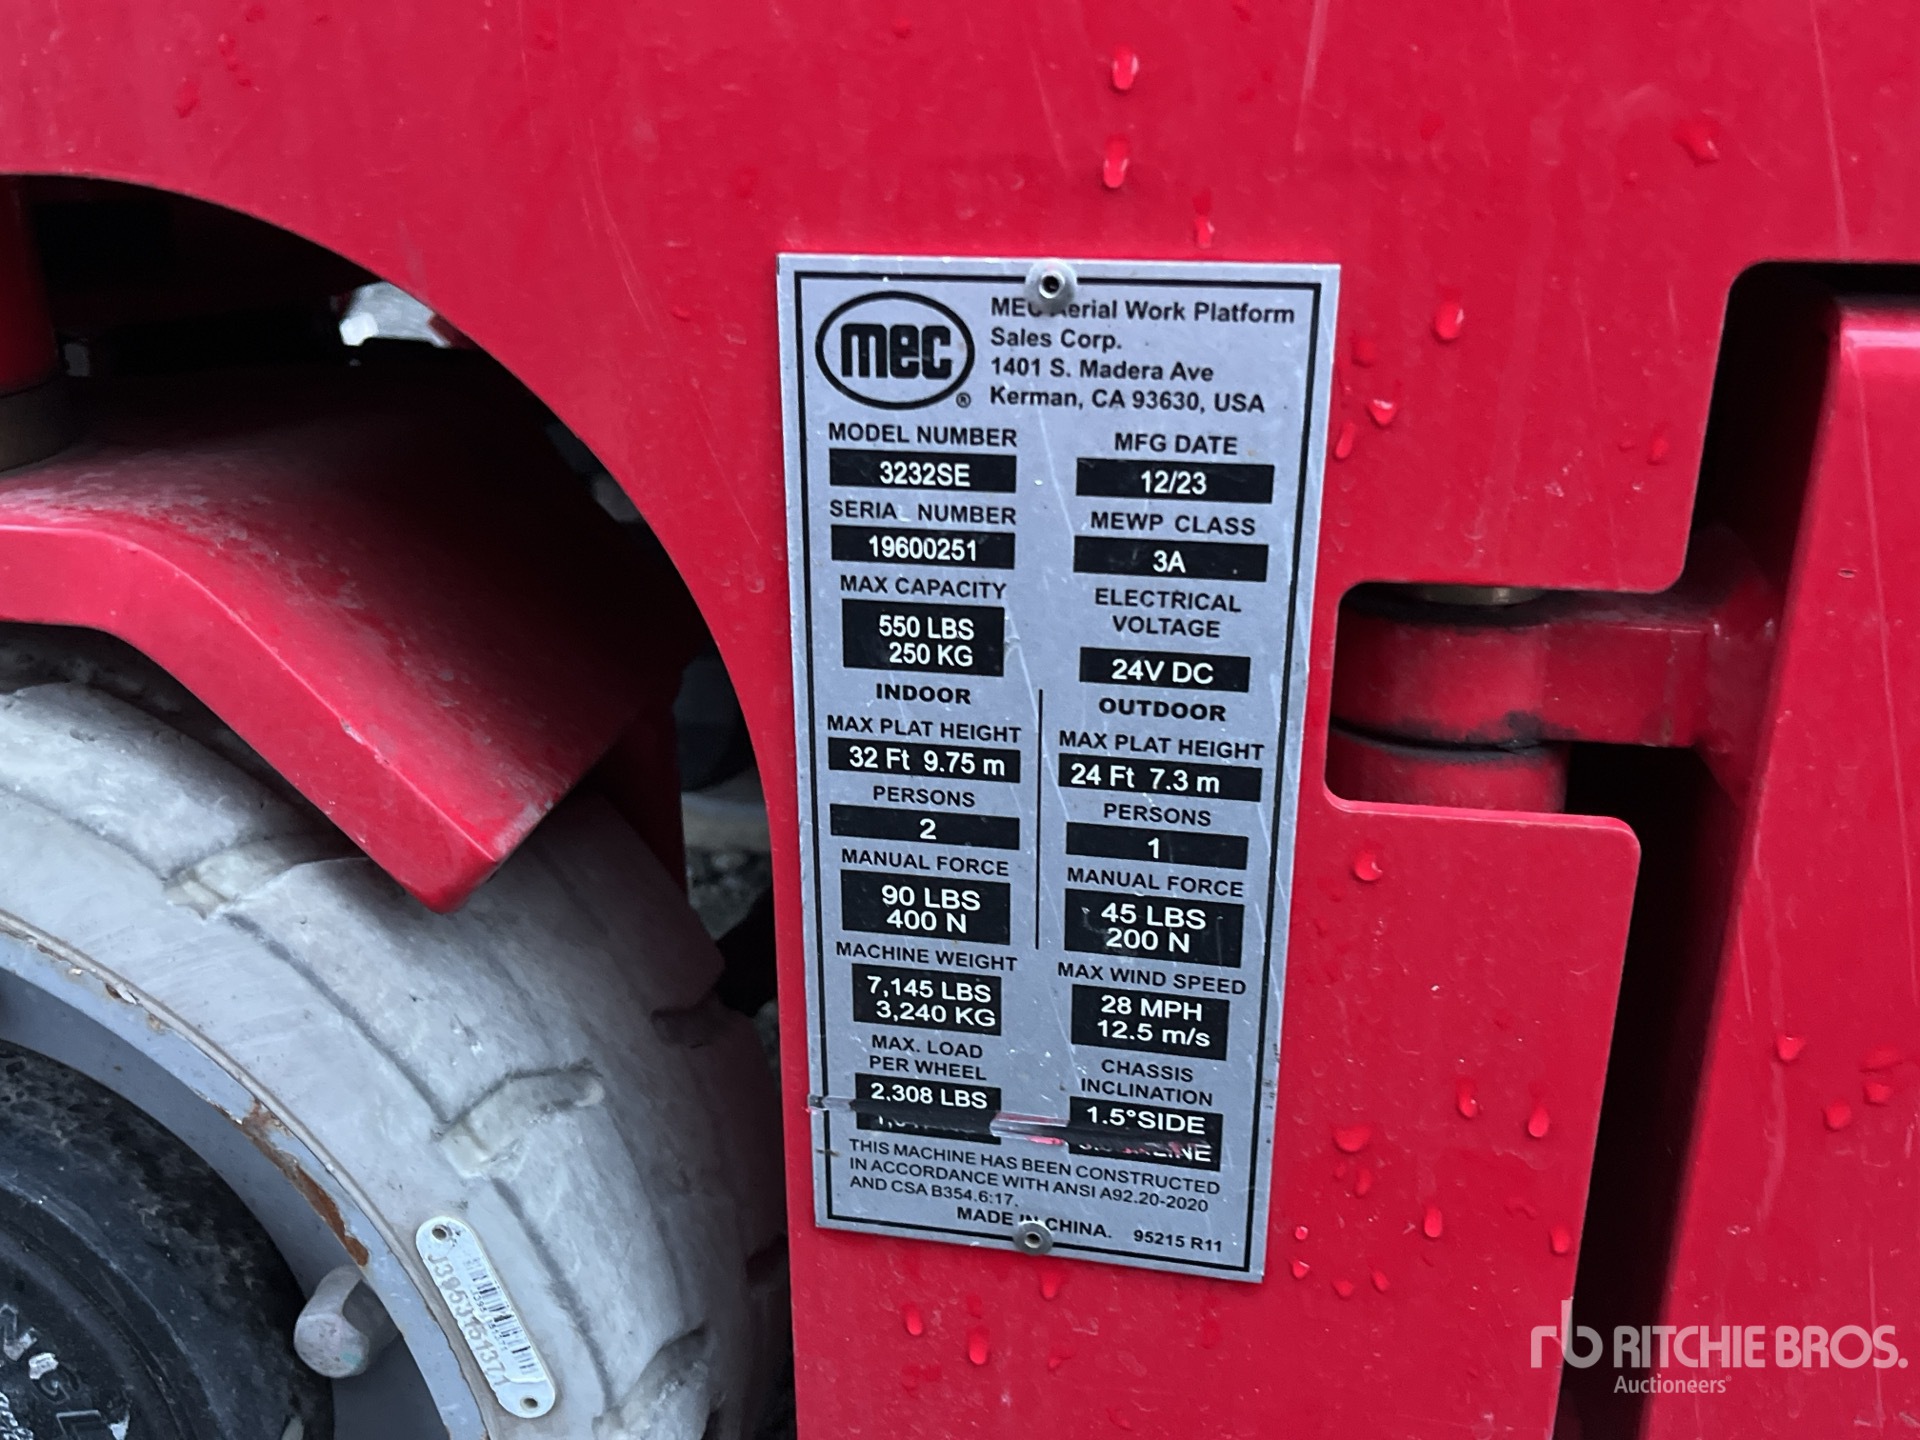 mec
®
MEC Aerial Work Platform
Sales Corp.
1401 S. Madera Ave
Kerman, CA 93630, USA
MODEL NUMBER
3232SE
MFG DATE
12/23
SERIAL NUMBER
19600251
MEWP CLASS
3A
MAX CAPACITY
550 LBS
250 KG
ELECTRICAL
VOLTAGE
24V DC
INDOOR
MAX PLAT HEIGHT
32 Ft 9.75 m
PERSONS
2
MANUAL FORCE
90 LBS
400 N
OUTDOOR
MAX PLAT HEIGHT
24 Ft 7.3 m
PERSONS
1
MANUAL FORCE
45 LBS
200 N
MACHINE WEIGHT
7,145 LBS
3,240 KG
MAX WIND SPEED
28 MPH
12.5 m/s
MAX. LOAD
PER WHEEL
2,308 LBS
CHASSIS
INCLINATION
1.5°SIDE
THIS MACHINE HAS BEEN CONSTRUCTED
IN ACCORDANCE WITH ANSI A92.20-2020
AND CSA B354.6:17.
MADE IN CHINA.
95215 R11
J3953151371
rb RITCHIE BROS.
Auctioneers